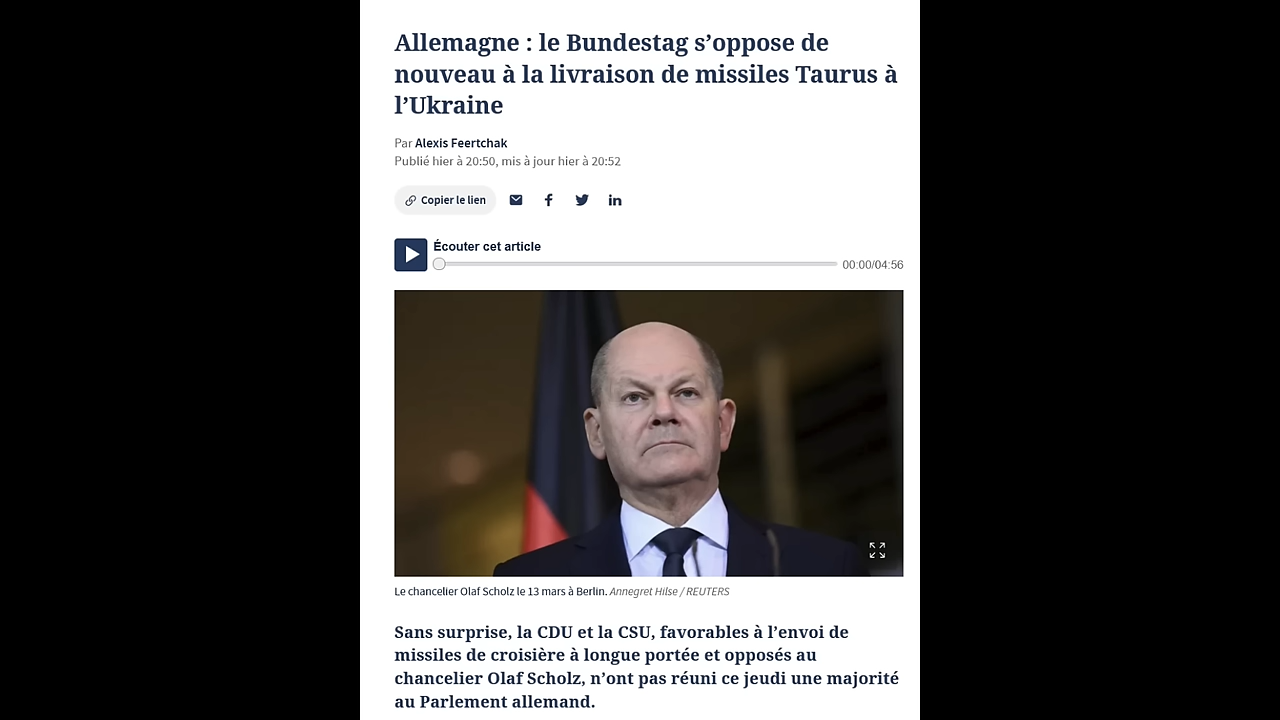 Allemagne : le Bundestag s’oppose de
nouveau à la livraison de missiles Taurus à
l’Ukraine
Par Alexis Feertchak
Publié hier à 20:50, mis à jour hier à 20:52
Copier le lien
Écouter cet article
00:00/04:56
Le chancelier Olaf Scholz le 13 mars à Berlin. Annegret Hilse / REUTERS
Sans surprise, la CDU et la CSU, favorables à l’envoi de
missiles de croisière à longue portée et opposés au
chancelier Olaf Scholz, n’ont pas réuni ce jeudi une majorité
au Parlement allemand.